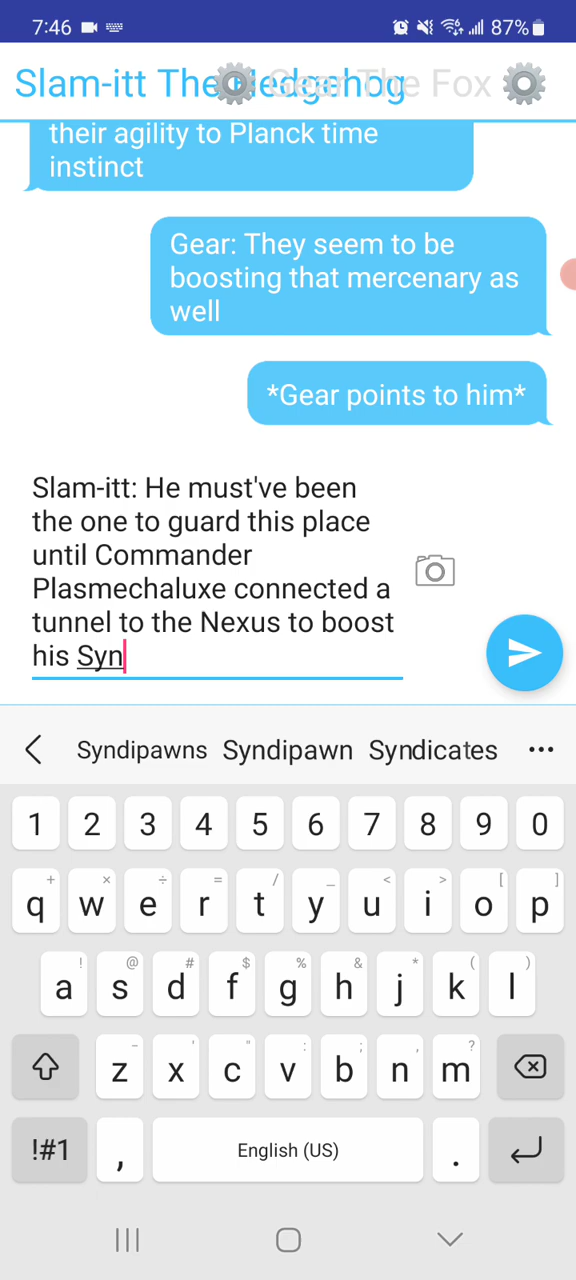 7:46 87%
Slam-itt The Hedgehog Gear The Fox
their agility to Planck time
instinct
Gear: They seem to be
boosting that mercenary as
well
*Gear points to him*
Slam-itt: He must've been
the one to guard this place
until Commander
Plasmechaluxe connected a
tunnel to the Nexus to boost
his Syn
Syndipawns Syndipawn Syndicates
1 2 3 4 5 6 7 8 9 0
+ × ÷ = / _ < > [ ]
q w e r t y u i o p
! @ # $ % & * ( )
a s d f g h j k l
- ' " : ; , ?
z x c v b n m
!#1 , English (US) .